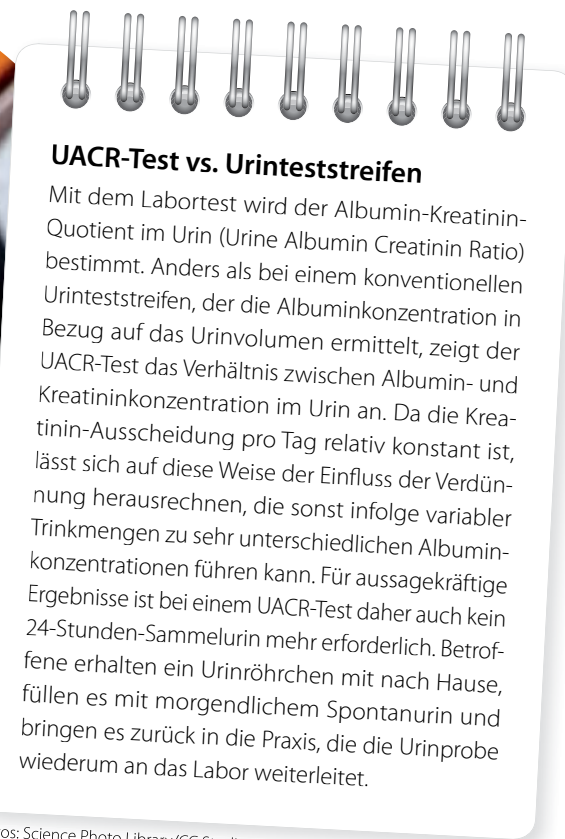 UACR-Test vs. Urinteststreifen
Mit dem Labortest wird der Albumin-Kreatinin-
Quotient im Urin (Urine Albumin Creatinin Ratio)
bestimmt. Anders als bei einem konventionellen
Urinteststreifen, der die Albuminkonzentration in
Bezug auf das Urinvolumen ermittelt, zeigt der
UACR-Test das Verhältnis zwischen Albumin- und
Kreatininkonzentration im Urin an. Da die Krea-
tinin-Ausscheidung pro Tag relativ konstant ist,
lässt sich auf diese Weise der Einfluss der Verdün-
nung herausrechnen, die sonst infolge variabler
Trinkmengen zu sehr unterschiedlichen Albumin-
konzentrationen führen kann. Für aussagekräftige
Ergebnisse ist bei einem UACR-Test daher auch kein
24-Stunden-Sammelurin mehr erforderlich. Betrof-
fene erhalten ein Urinröhrchen mit nach Hause,
füllen es mit morgendlichem Spontanurin und
bringen es zurück in die Praxis, die die Urinprobe
wiederum an das Labor weiterleitet.
Science Photo Library/CC